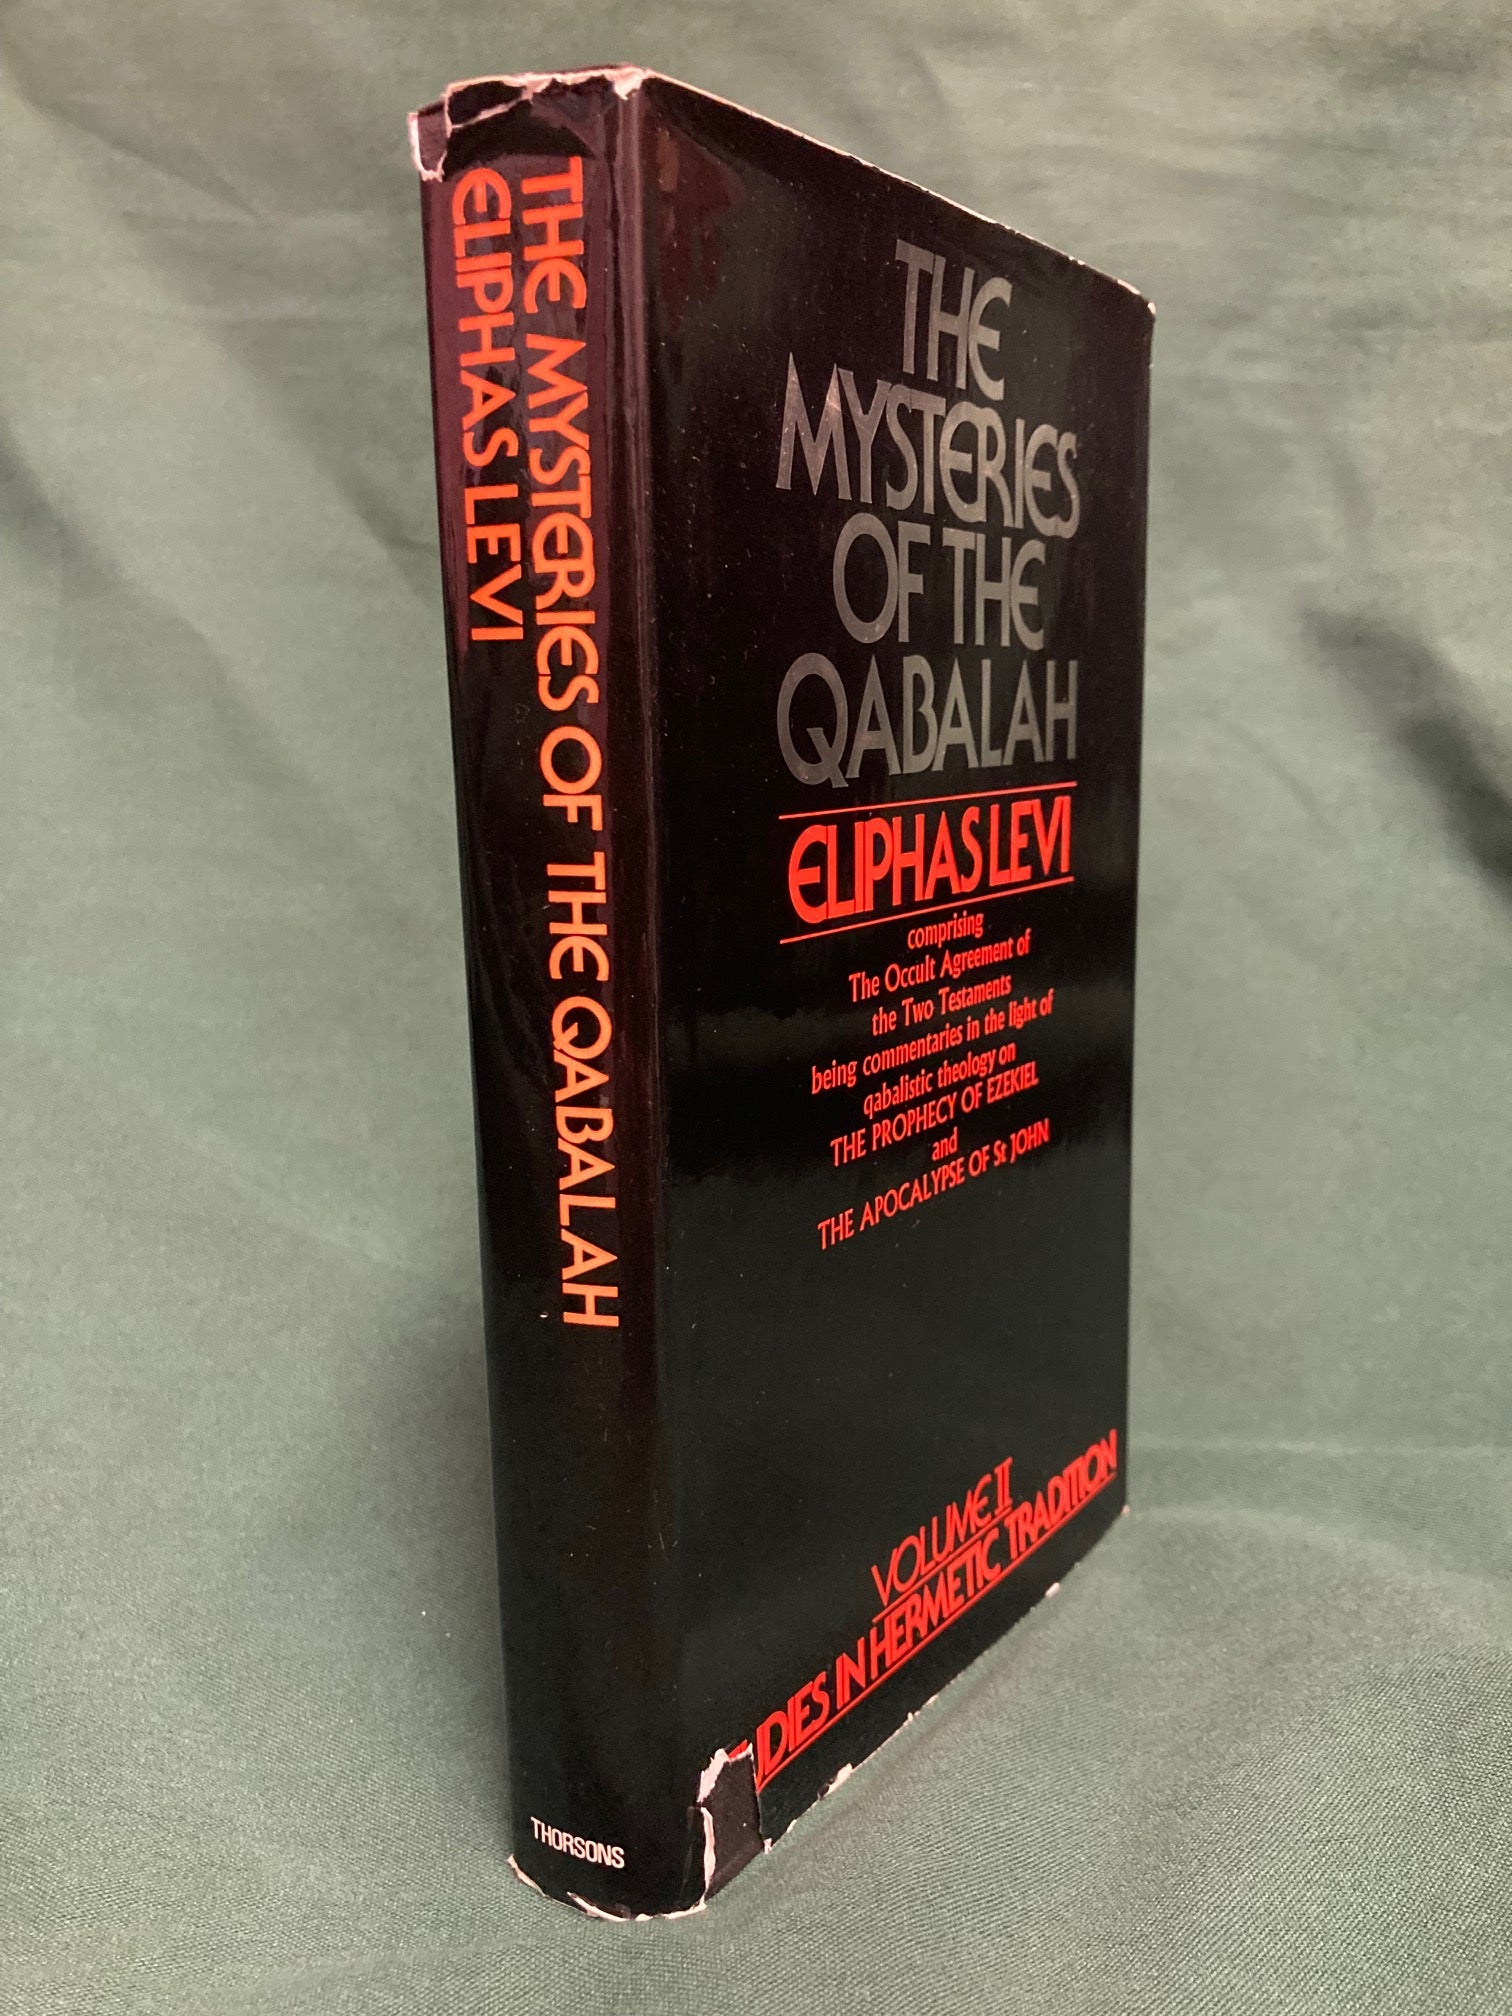 THE MYSTERIES OF THE QABALAH
ELIPHAS LEVI
THORSONS
THE
MYSTERIES
OF THE
QABALAH
ELIPHAS LEVI
comprising
The Occult Agreement of
the Two Testaments
being commentaries in the light of
qabalistic theology on
THE PROPHECY OF EZEKIEL
and
THE APOCALYPSE OF St JOHN
VOLUME II
UDIES IN HERMETIC TRADITION